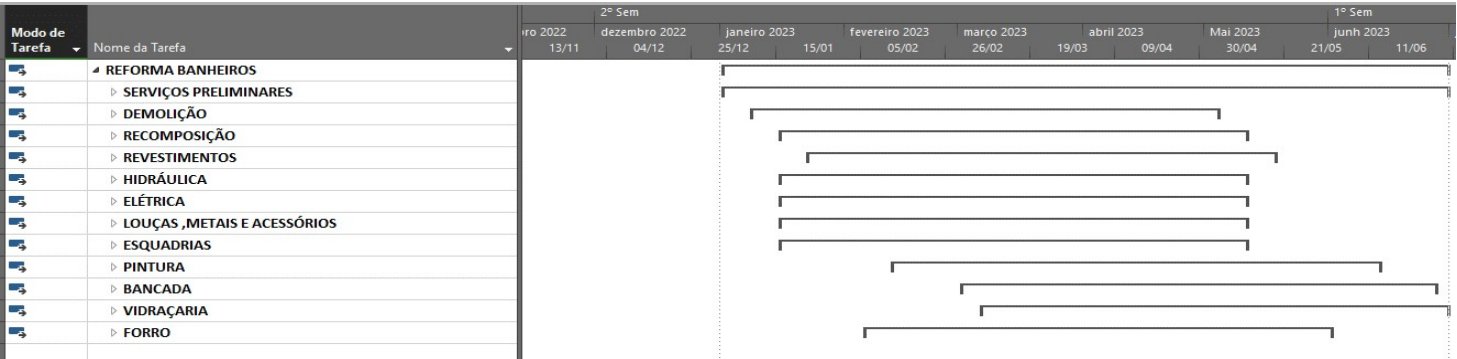 2º Sem 1º Sem
Modo de Tarefa Nome da Tarefa
ro 2022 dezembro 2022 janeiro 2023 fevereiro 2023 março 2023 abril 2023 Mai 2023 junh 2023
13/11 04/12 25/12 15/01 05/02 26/02 19/03 09/04 30/04 21/05 11/06
REFORMA BANHEIROS
SERVIÇOS PRELIMINARES
DEMOLIÇÃO
RECOMPOSIÇÃO
REVESTIMENTOS
HIDRÁULICA
ELÉTRICA
LOUÇAS ,METAIS E ACESSÓRIOS
ESQUADRIAS
PINTURA
BANCADA
VIDRAÇARIA
FORRO